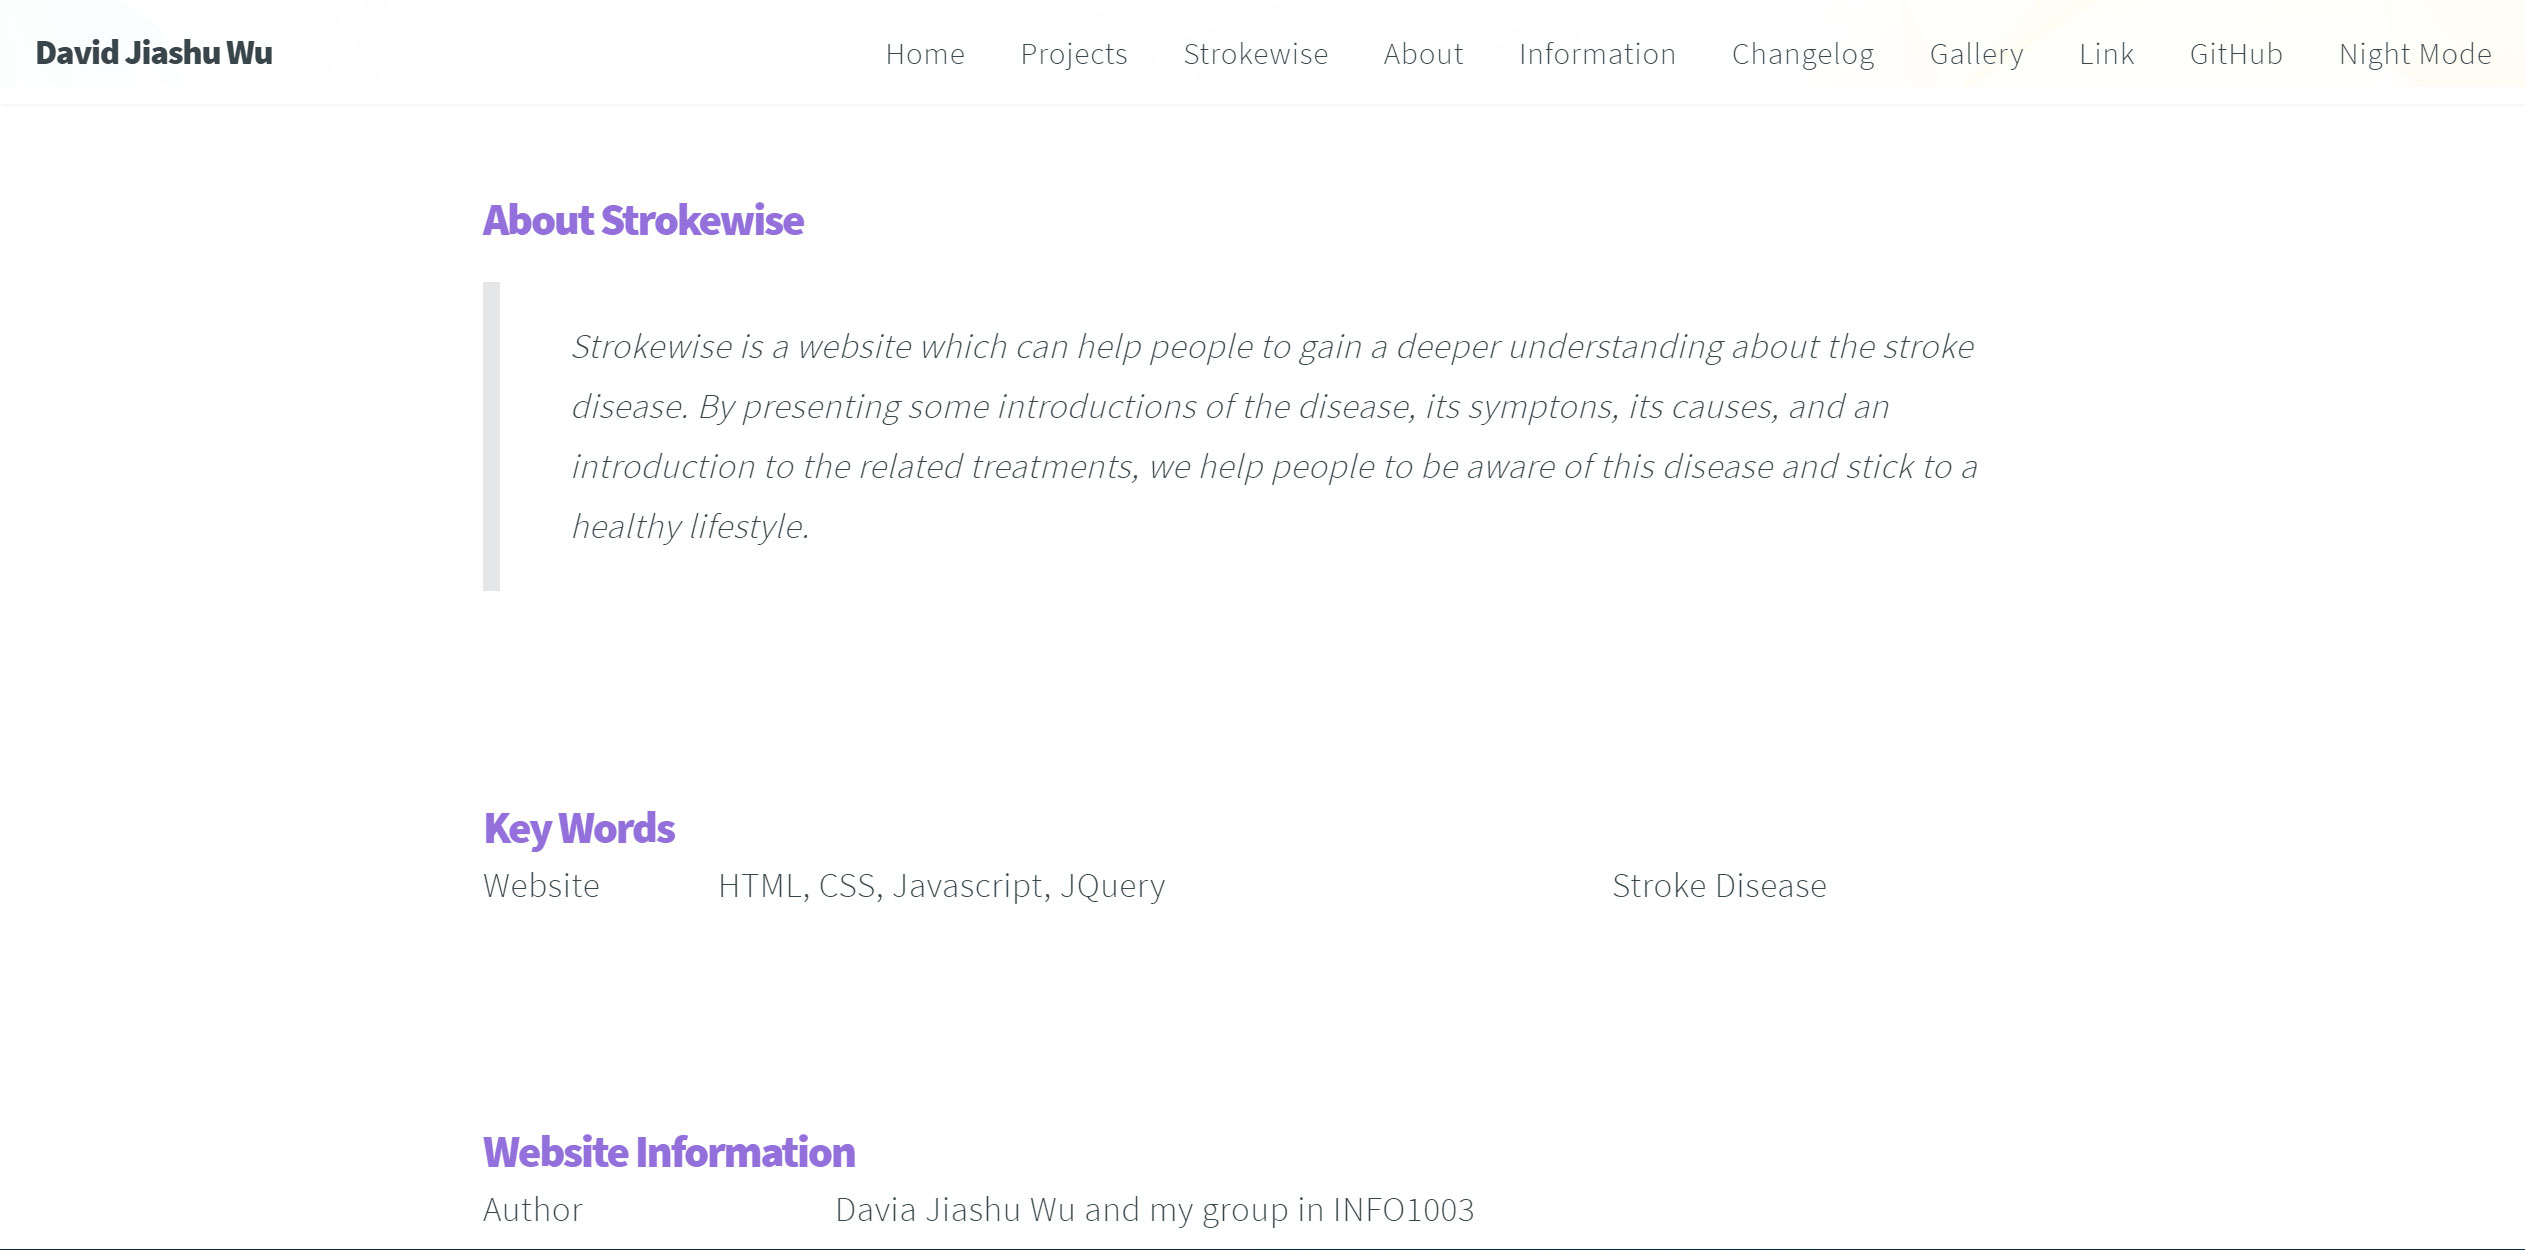 David Jiashu Wu Home Projects Strokewise About Information Changelog Gallery Link GitHub Night Mode
About Strokewise
Strokewise is a website which can help people to gain a deeper understanding about the stroke
disease. By presenting some introductions of the disease, its symptons, its causes, and an
introduction to the related treatments, we help people to be aware of this disease and stick to a
healthy lifestyle.
Key Words
Website HTML, CSS, Javascript, JQuery Stroke Disease
Website Information
Author Davia Jiashu Wu and my group in INFO1003